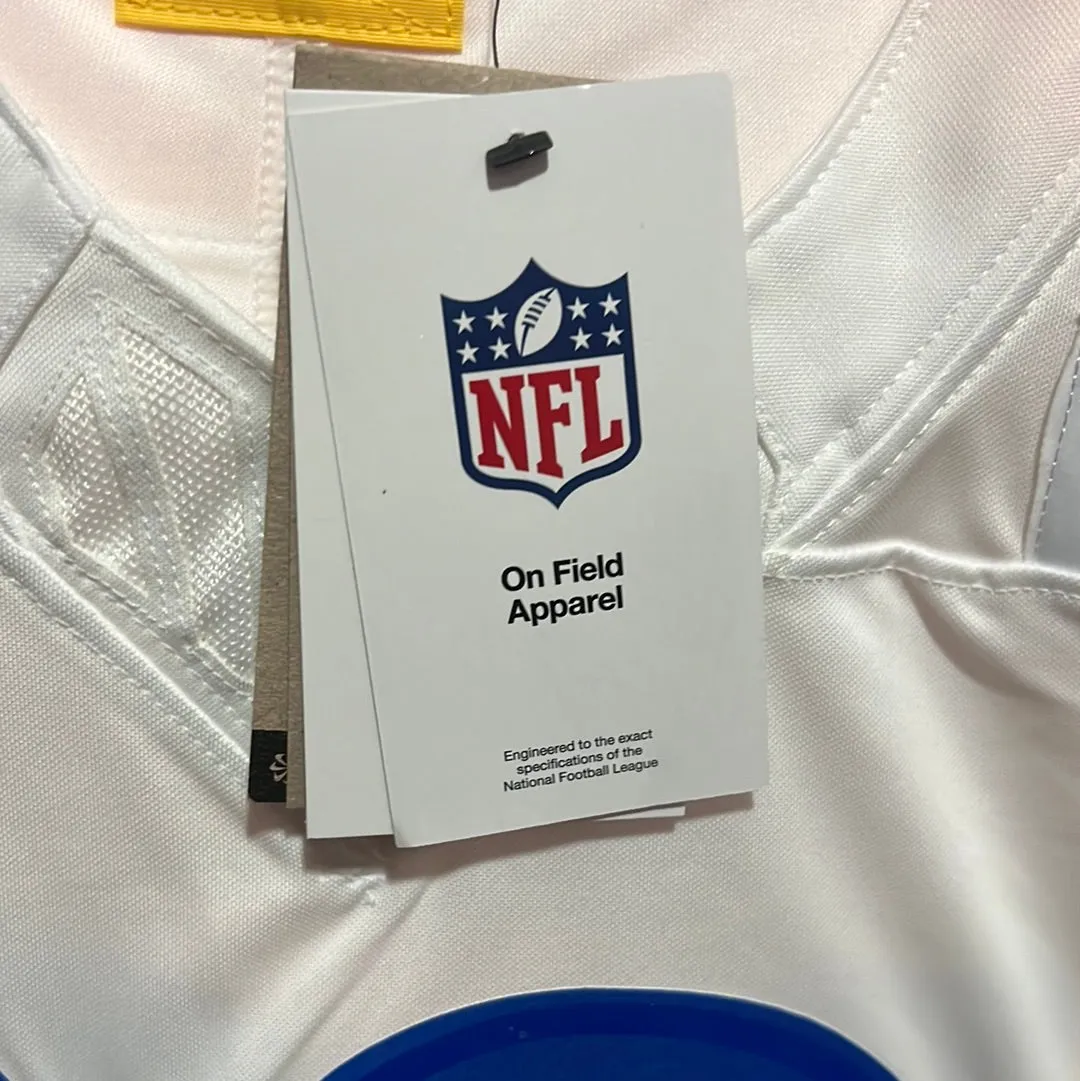 NFL
On Field
Apparel
Engineered to the exact
specifications of the
National Football League